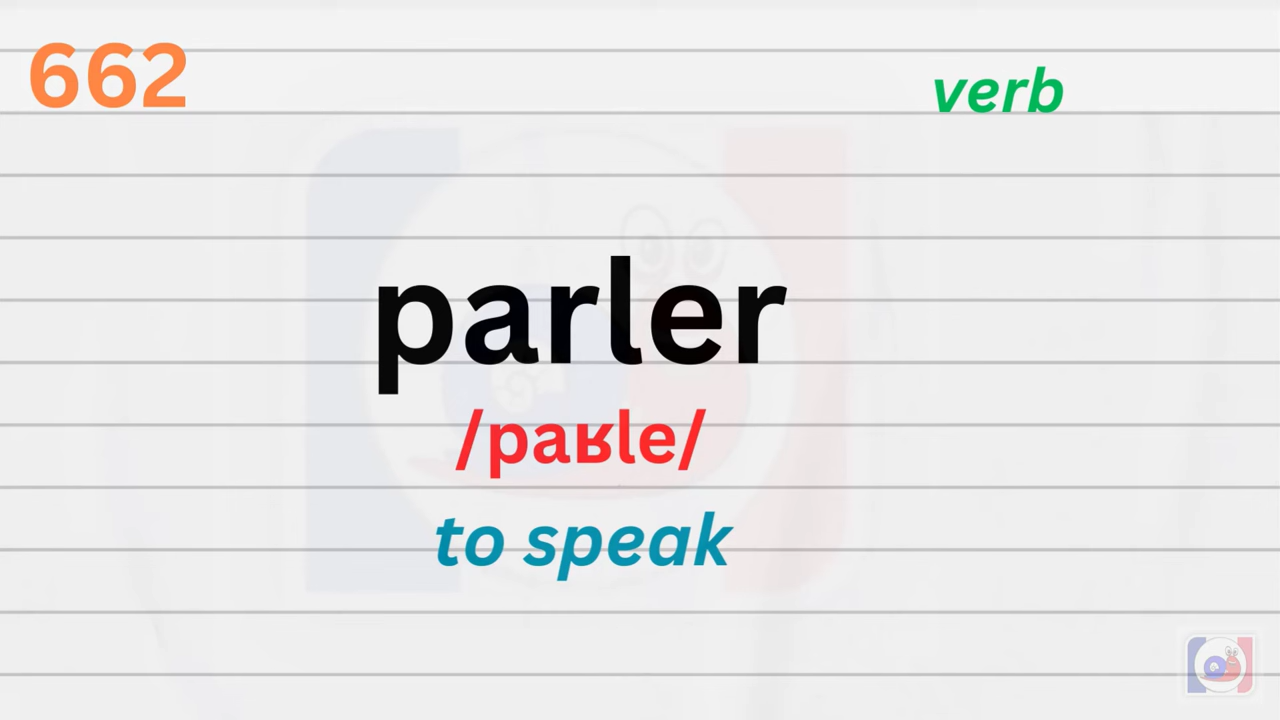 662
verb
parler
/paʁle/
to speak